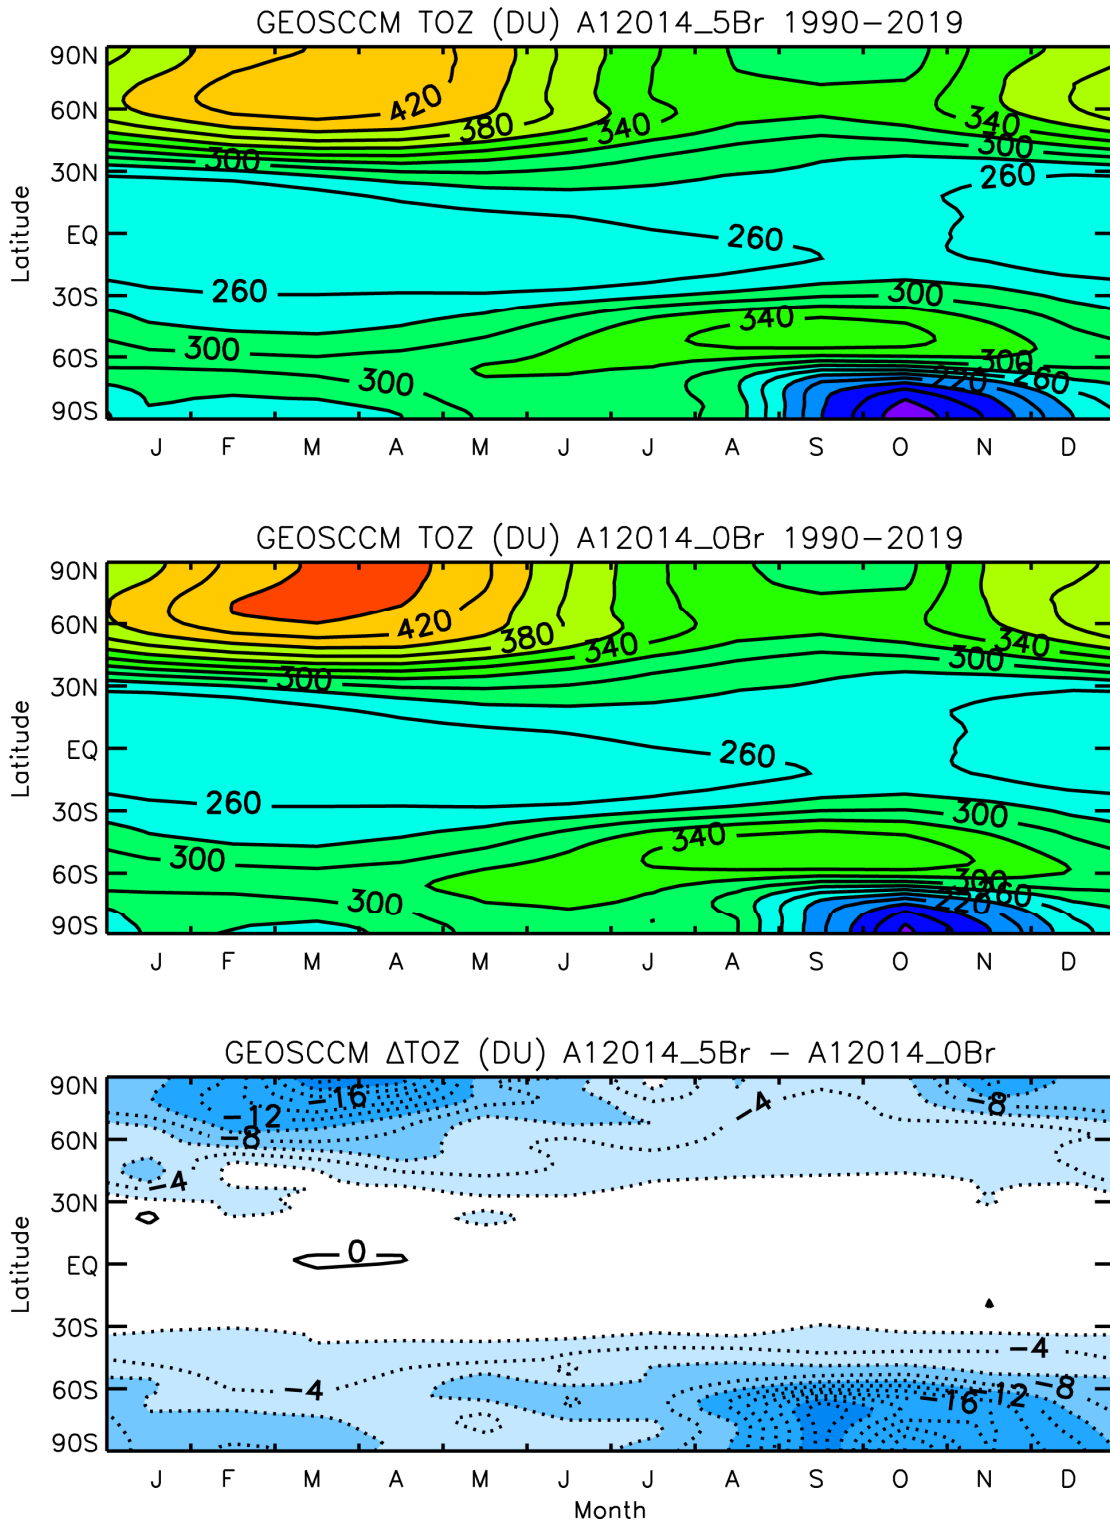 GEOSCCM TOZ (DU) A12014_5Br 1990-2019
90N
60N
30N
EQ
30S
60S
90S
Latitude
420
380
340
340
300
300
260
260
260
300
340
300
300
300
220
260
J F M A M J J A S O N D
GEOSCCM TOZ (DU) A12014_0Br 1990-2019
90N
60N
30N
EQ
30S
60S
90S
Latitude
420
380
340
340
300
300
260
260
300
340
300
300
300
220
260
J F M A M J J A S O N D
GEOSCCM ΔTOZ (DU) A12014_5Br - A12014_0Br
90N
60N
30N
EQ
30S
60S
90S
Latitude
-16
-12
-8
-4
-4
-8
0
-4
-4
-8
-16
-12
J F M A M J J A S O N D
Month